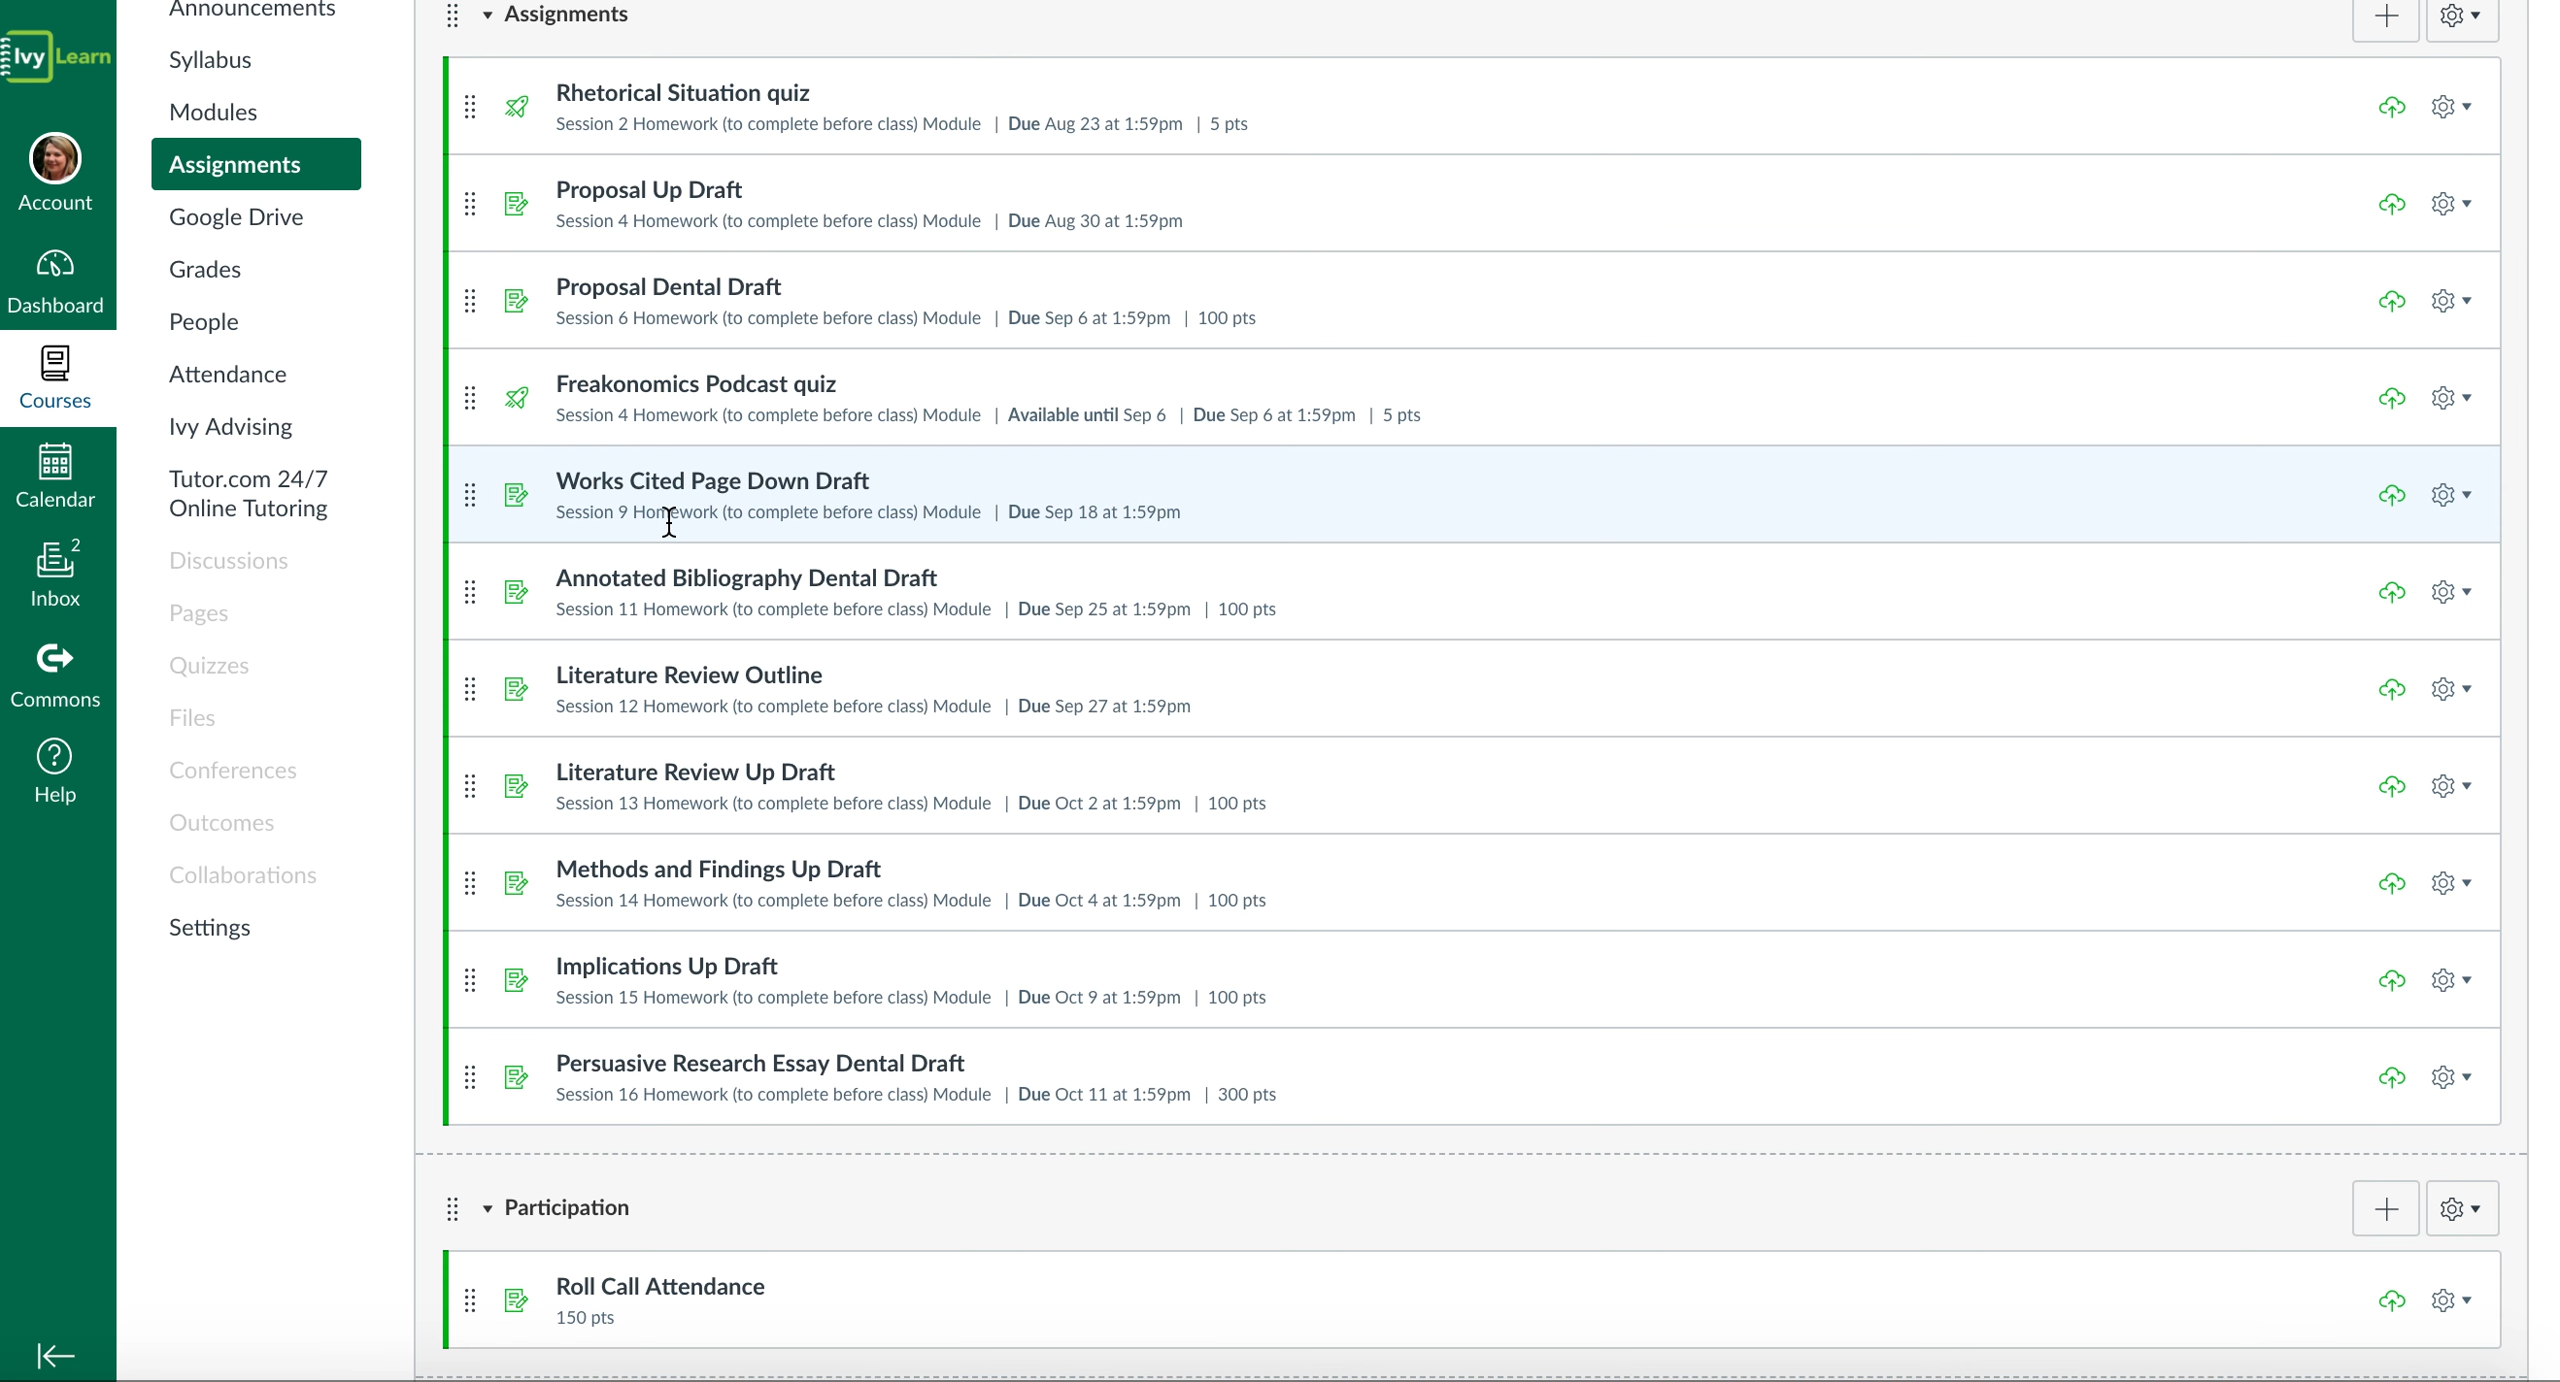 Ivy Learn
Account
Dashboard
Courses
Calendar
2
Inbox
Commons
?
Help
Announcements
Syllabus
Modules
Assignments
Google Drive
Grades
People
Attendance
Ivy Advising
Tutor.com 24/7
Online Tutoring
Discussions
Pages
Quizzes
Files
Conferences
Outcomes
Collaborations
Settings
Assignments
Rhetorical Situation quiz
Session 2 Homework (to complete before class) Module | Due Aug 23 at 1:59pm | 5 pts
Proposal Up Draft
Session 4 Homework (to complete before class) Module | Due Aug 30 at 1:59pm
Proposal Dental Draft
Session 6 Homework (to complete before class) Module | Due Sep 6 at 1:59pm | 100 pts
Freakonomics Podcast quiz
Session 4 Homework (to complete before class) Module | Available until Sep 6 | Due Sep 6 at 1:59pm | 5 pts
Works Cited Page Down Draft
Session 9 Homework (to complete before class) Module | Due Sep 18 at 1:59pm
Annotated Bibliography Dental Draft
Session 11 Homework (to complete before class) Module | Due Sep 25 at 1:59pm | 100 pts
Literature Review Outline
Session 12 Homework (to complete before class) Module | Due Sep 27 at 1:59pm
Literature Review Up Draft
Session 13 Homework (to complete before class) Module | Due Oct 2 at 1:59pm | 100 pts
Methods and Findings Up Draft
Session 14 Homework (to complete before class) Module | Due Oct 4 at 1:59pm | 100 pts
Implications Up Draft
Session 15 Homework (to complete before class) Module | Due Oct 9 at 1:59pm | 100 pts
Persuasive Research Essay Dental Draft
Session 16 Homework (to complete before class) Module | Due Oct 11 at 1:59pm | 300 pts
Participation
Roll Call Attendance
150 pts